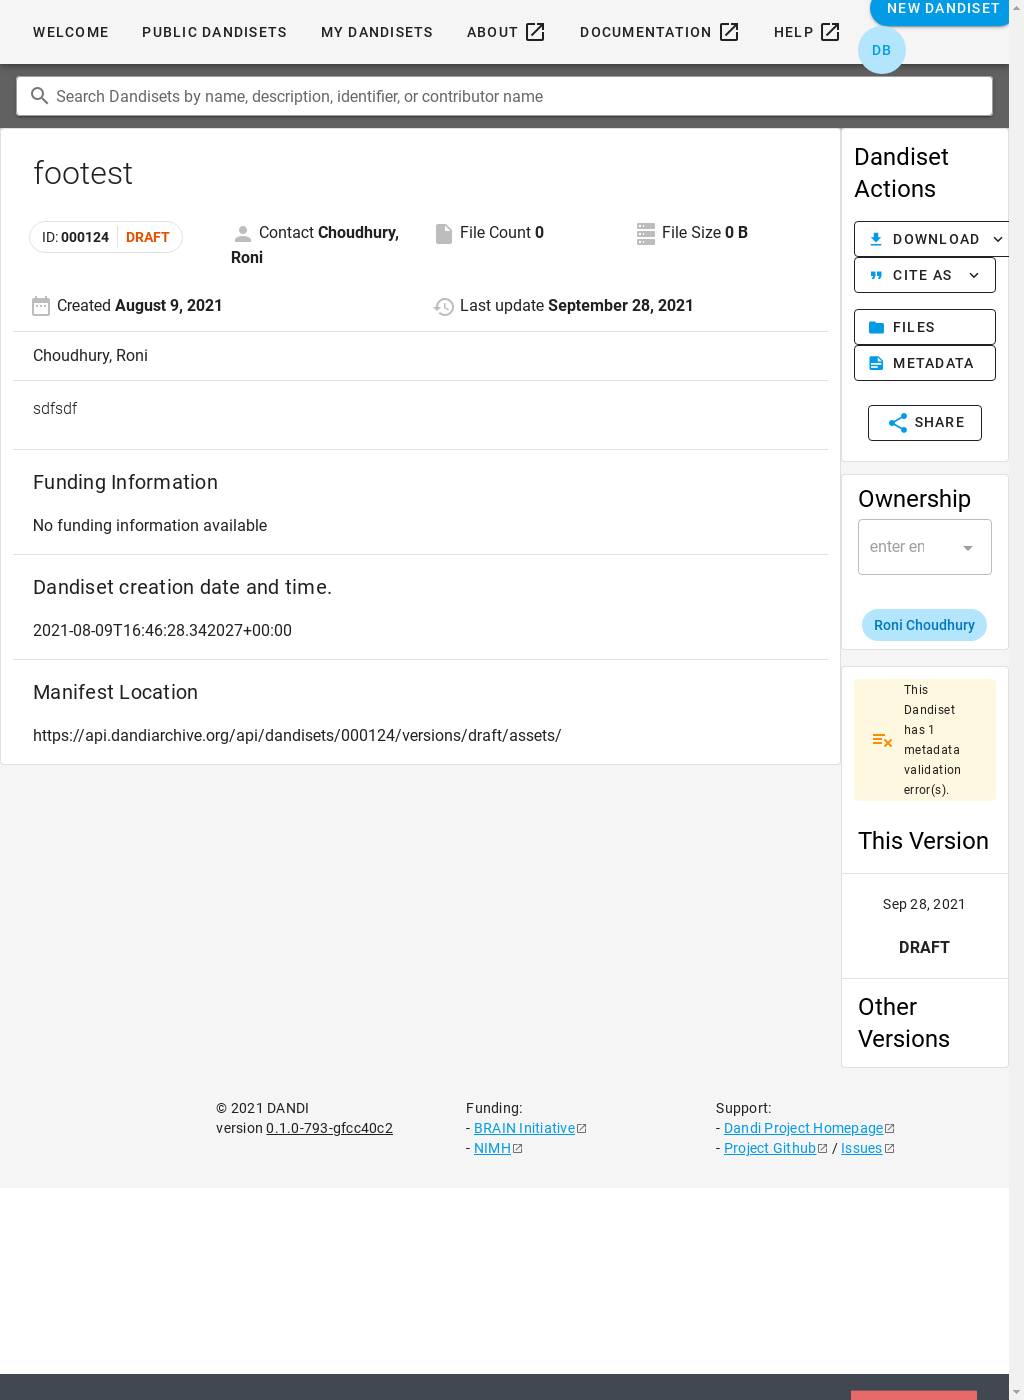 WELCOME PUBLIC DANDISETS MY DANDISETS ABOUT DOCUMENTATION HELP NEW DANDISET
DB
Search Dandisets by name, description, identifier, or contributor name
footest
ID: 000124 DRAFT
Contact Choudhury,
Roni
File Count 0
File Size 0 B
Created August 9, 2021
Last update September 28, 2021
Choudhury, Roni
sdfsdf
Funding Information
No funding information available
Dandiset creation date and time.
2021-08-09T16:46:28.342027+00:00
Manifest Location
https://api.dandiarchive.org/api/dandisets/000124/versions/draft/assets/
Dandiset
Actions
DOWNLOAD
CITE AS
FILES
METADATA
SHARE
Ownership
enter en
Roni Choudhury
This
Dandiset
has 1
metadata
validation
error(s).
This Version
Sep 28, 2021
DRAFT
Other
Versions
© 2021 DANDI
version 0.1.0-793-gfcc40c2
Funding:
- BRAIN Initiative
- NIMH
Support:
- Dandi Project Homepage
- Project Github / Issues